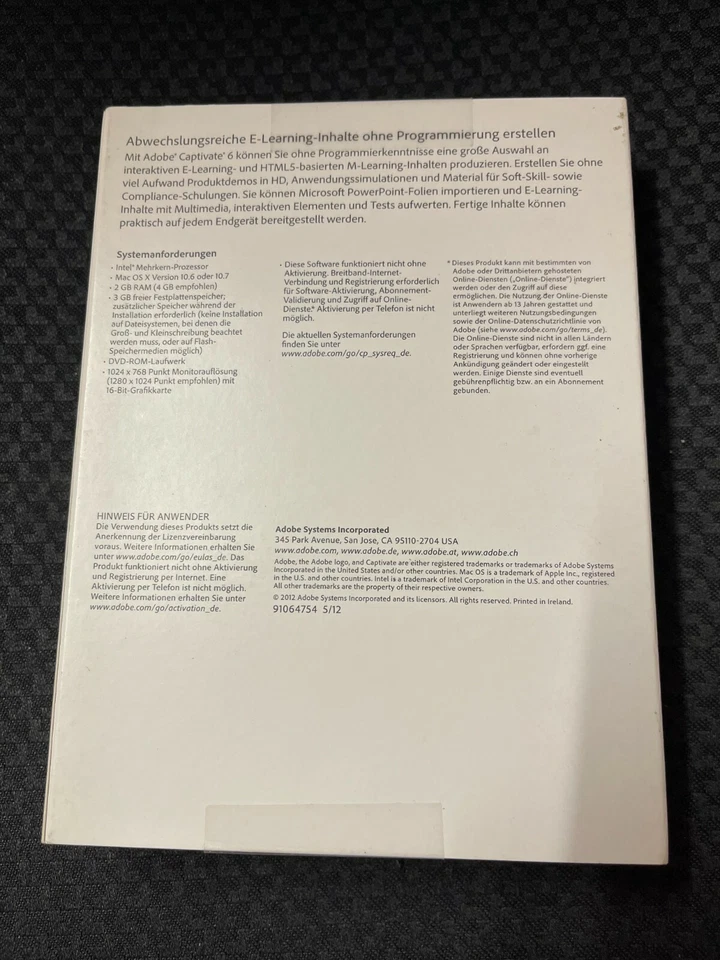 Abwechslungsreiche E-Learning-Inhalte ohne Programmierung erstellen
Mit Adobe® Captivate® 6 können Sie ohne Programmierkenntnisse eine große Auswahl an
interaktiven E-Learning- und HTML5-basierten M-Learning-Inhalten produzieren. Erstellen Sie ohne
viel Aufwand Produktdemos in HD, Anwendungssimulationen und Material für Soft-Skill- sowie
Compliance-Schulungen. Sie können Microsoft PowerPoint-Folien importieren und E-Learning-
Inhalte mit Multimedia, interaktiven Elementen und Tests aufwerten. Fertige Inhalte können
praktisch auf jedem Endgerät bereitgestellt werden.
Systemanforderungen
· Intel® Mehrkern-Prozessor
· Mac OS X Version 10.6 oder 10.7
· 2 GB RAM (4 GB empfohlen)
· 3 GB freier Festplattenspeicher;
zusätzlicher Speicher während der
Installation erforderlich (keine Installation
auf Dateisystemen, bei denen die
Groß- und Kleinschreibung beachtet
werden muss, oder auf Flash-
Speichermedien möglich)
· DVD-ROM-Laufwerk
· 1024 x 768 Punkt Monitorauflösung
(1280 x 1024 Punkt empfohlen) mit
16-Bit-Grafikkarte
· Diese Software funktioniert nicht ohne
Aktivierung. Breitband-Internet-
Verbindung und Registrierung erforderlich
für Software-Aktivierung, Abonnement-
Validierung und Zugriff auf Online-
Dienste* Aktivierung per Telefon ist nicht
möglich.
Die aktuellen Systemanforderungen
finden Sie unter
www.adobe.com/go/cp_sysreq_de.
* Dieses Produkt kann mit bestimmten von
Adobe oder Drittanbietern gehosteten
Online-Diensten („Online-Dienste“) integriert
werden oder den Zugriff auf diese
ermöglichen. Die Nutzung der Online-Dienste
ist Anwendern ab 13 Jahren gestattet und
unterliegt weiteren Nutzungsbedingungen
sowie der Online-Datenschutzrichtlinie von
Adobe (siehe www.adobe.com/go/terms_de).
Die Online-Dienste sind nicht in allen Ländern
oder Sprachen verfügbar, erfordern ggf. eine
Registrierung und können ohne vorherige
Ankündigung geändert oder eingestellt
werden. Einige Dienste sind eventuell
gebührenpflichtig bzw. an ein Abonnement
gebunden.
HINWEIS FÜR ANWENDER
Die Verwendung dieses Produkts setzt die
Anerkennung der Lizenzvereinbarung
voraus. Weitere Informationen erhalten Sie
unter www.adobe.com/go/eulas_de. Das
Produkt funktioniert nicht ohne Aktivierung
und Registrierung per Internet. Eine
Aktivierung per Telefon ist nicht möglich.
Weitere Informationen erhalten Sie unter
www.adobe.com/go/activation_de.
Adobe Systems Incorporated
345 Park Avenue, San Jose, CA 95110-2704 USA
www.adobe.com, www.adobe.de, www.adobe.at, www.adobe.ch
Adobe, the Adobe logo, and Captivate are either registered trademarks or trademarks of Adobe Systems
Incorporated in the United States and/or other countries. Mac OS is a trademark of Apple Inc., registered
in the U.S. and other countries. Intel is a trademark of Intel Corporation in the U.S. and other countries.
All other trademarks are the property of their respective owners.
© 2012 Adobe Systems Incorporated and its licensors. All rights reserved. Printed in Ireland.
91064754 5/12